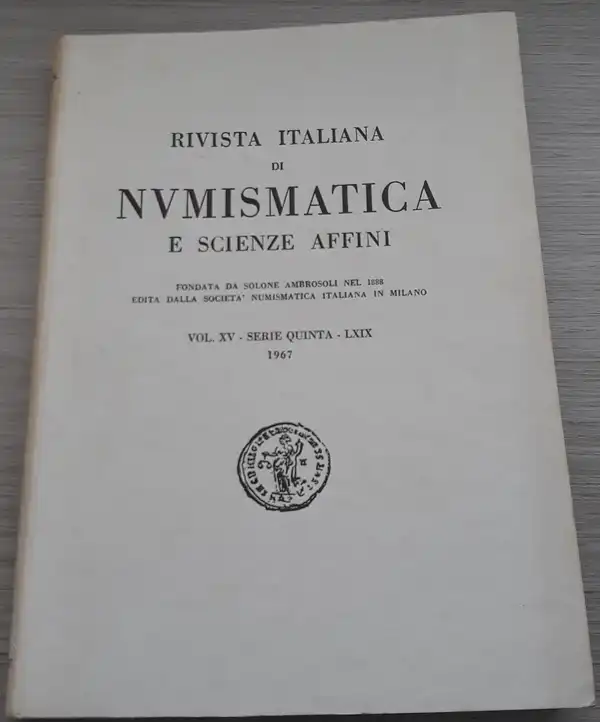 RIVISTA ITALIANA
DI
NVMISMATICA
E SCIENZE AFFINI
FONDATA DA SOLONE AMBROSOLI NEL 1888
EDITA DALLA SOCIETA' NUMISMATICA ITALIANA IN MILANO
VOL. XV - SERIE QUINTA - LXIX
1967